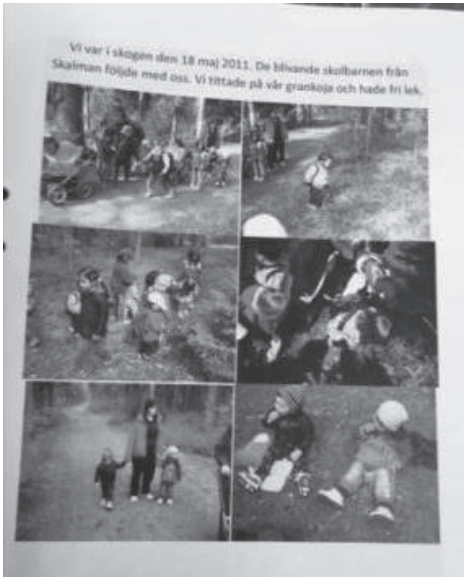 Vi var i skogen den 18 maj 2011. De blivande skolbarnen från
Skalman följde med oss. Vi tittade på vår grankoja och hade fri lek.